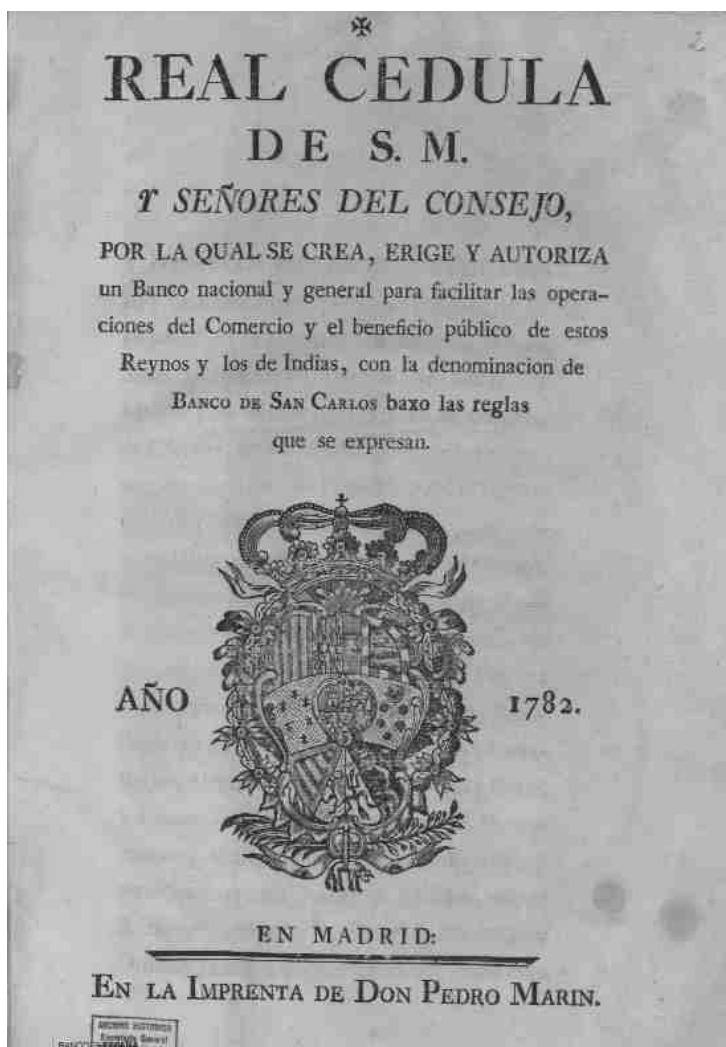 REAL CEDULA
DE S. M.
Y SEÑORES DEL CONSEJO,
POR LA QUAL SE CREA, ERIGE Y AUTORIZA
un Banco nacional y general para facilitar las opera-
ciones del Comercio y el beneficio público de estos
Reynos y los de Indias, con la denominacion de
BANCO DE SAN CARLOS baxo las reglas
que se expresan.
AÑO 1782.
EN MADRID:
EN LA IMPRENTA DE DON PEDRO MARIN.
ARCHIVO HISTORICO
General